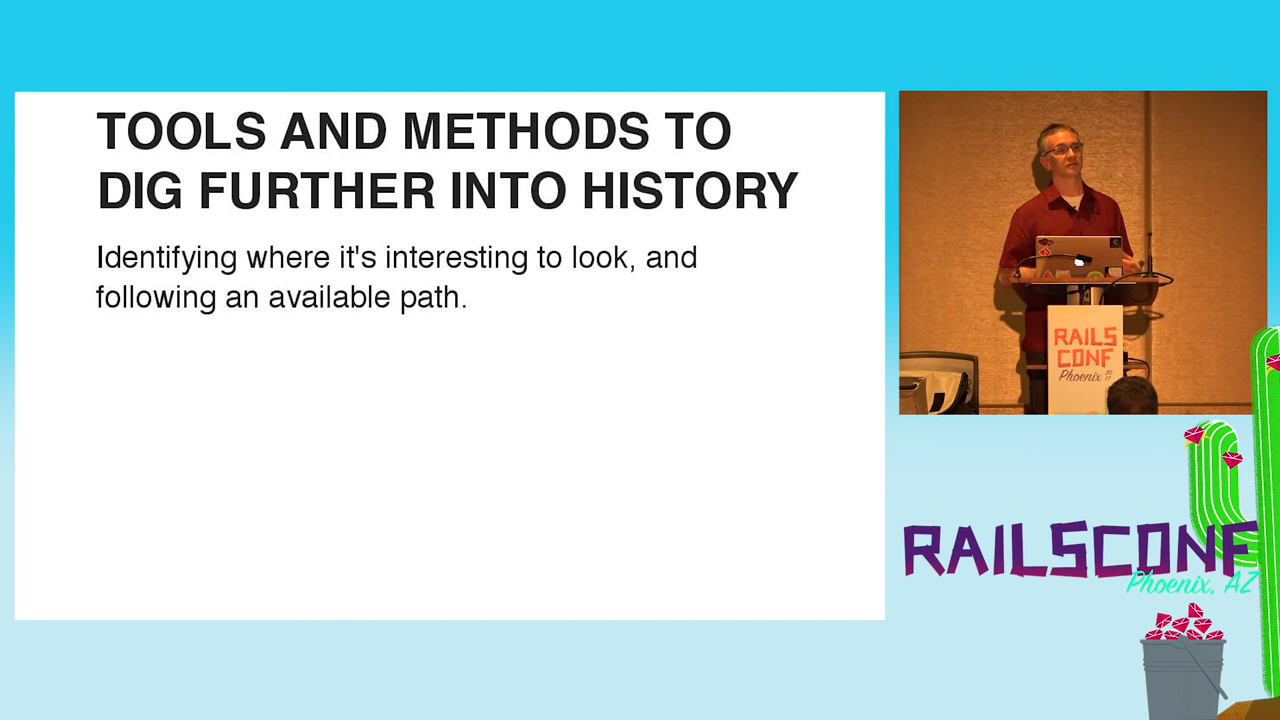 TOOLS AND METHODS TO
DIG FURTHER INTO HISTORY
Identifying where it's interesting to look, and
following an available path.
RAILS
CONF
Phoenix 2017
RAILSCONF
Phoenix, AZ